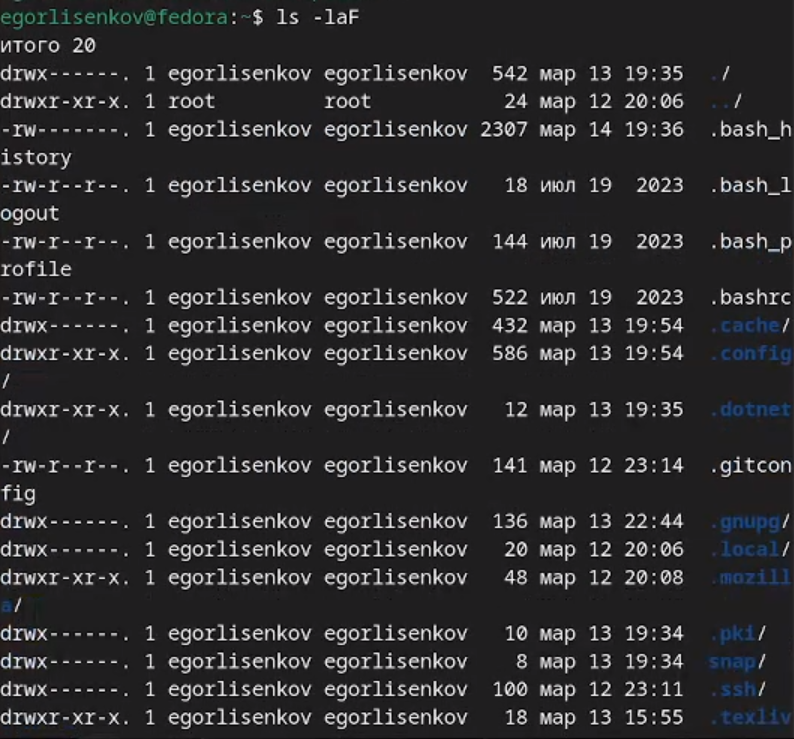 egorlisenkov@fedora:~$ ls -laF
итого 20
drwx------. 1 egorlisenkov egorlisenkov  542 мар 13 19:35  ./
drwxr-xr-x. 1 root         root           24 мар 12 20:06  ../
-rw-------. 1 egorlisenkov egorlisenkov 2307 мар 14 19:36  .bash_h
istory
-rw-r--r--. 1 egorlisenkov egorlisenkov   18 июл 19  2023  .bash_l
ogout
-rw-r--r--. 1 egorlisenkov egorlisenkov  144 июл 19  2023  .bash_p
rofile
-rw-r--r--. 1 egorlisenkov egorlisenkov  522 июл 19  2023  .bashrc
drwx------. 1 egorlisenkov egorlisenkov  432 мар 13 19:54  .cache/
drwxr-xr-x. 1 egorlisenkov egorlisenkov  586 мар 13 19:54  .config
/
drwxr-xr-x. 1 egorlisenkov egorlisenkov   12 мар 13 19:35  .dotnet
/
-rw-r--r--. 1 egorlisenkov egorlisenkov  141 мар 12 23:14  .gitcon
fig
drwx------. 1 egorlisenkov egorlisenkov  136 мар 13 22:44  .gnupg/
drwx------. 1 egorlisenkov egorlisenkov   20 мар 12 20:06  .local/
drwxr-xr-x. 1 egorlisenkov egorlisenkov   48 мар 12 20:08  .mozill
a/
drwx------. 1 egorlisenkov egorlisenkov   10 мар 13 19:34  .pki/
drwx------. 1 egorlisenkov egorlisenkov    8 мар 13 19:34  snap/
drwx------. 1 egorlisenkov egorlisenkov  100 мар 12 23:11  .ssh/
drwxr-xr-x. 1 egorlisenkov egorlisenkov   18 мар 13 15:55  .texliv